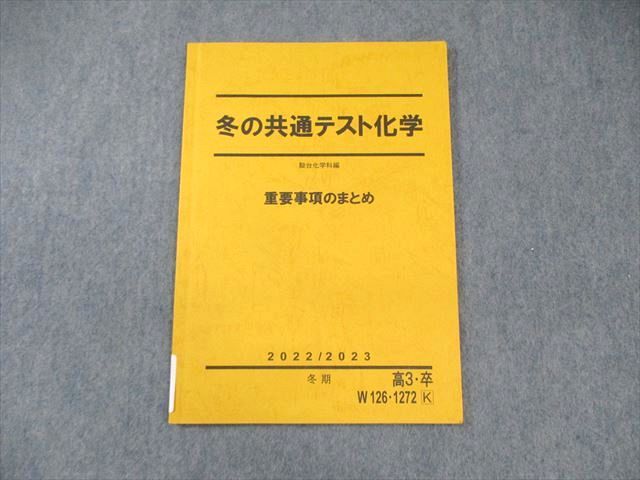 冬の共通テスト化学
駿台化学科編
重要事項のまとめ
2022/2023
冬期
高3・卒
W126・1272 K